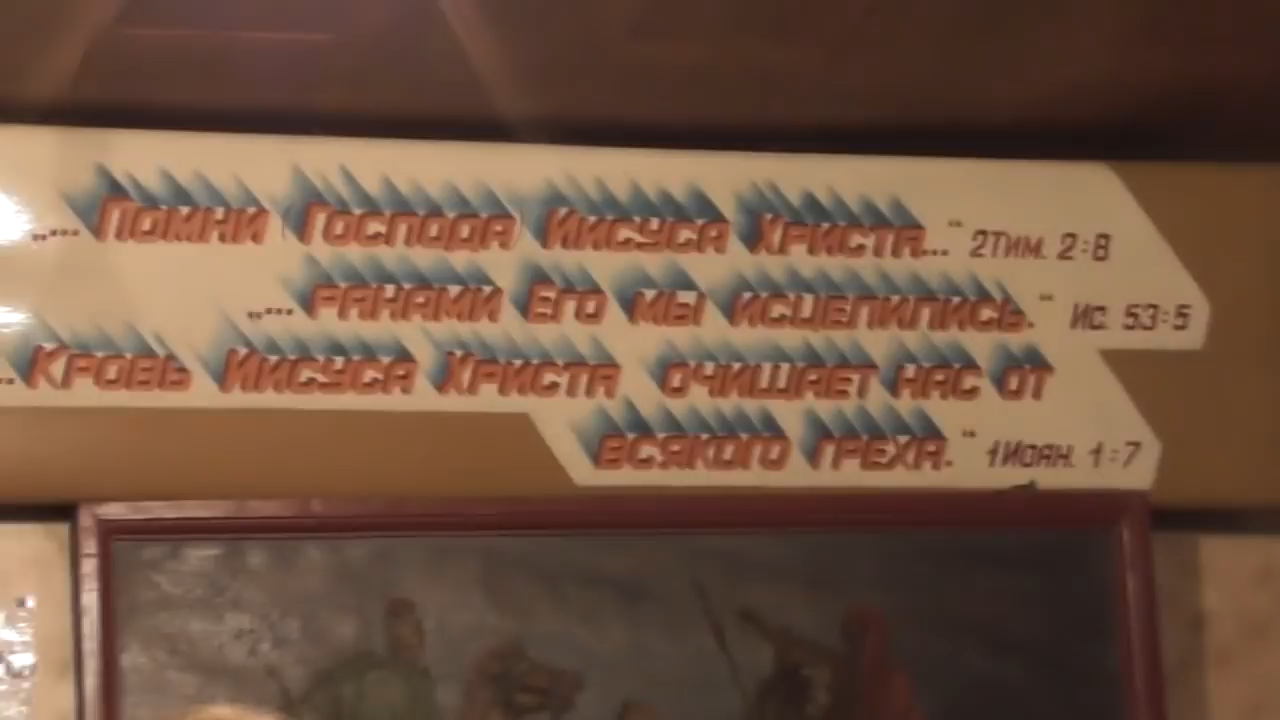 „... Помни (Господа) Иисуса Христа...“ 2Тим. 2:8
„... ранами Его мы исцелились.“ Ис. 53:5
... Кровь Иисуса Христа очищает нас от
всякого греха.“ 1Иоан. 1:7